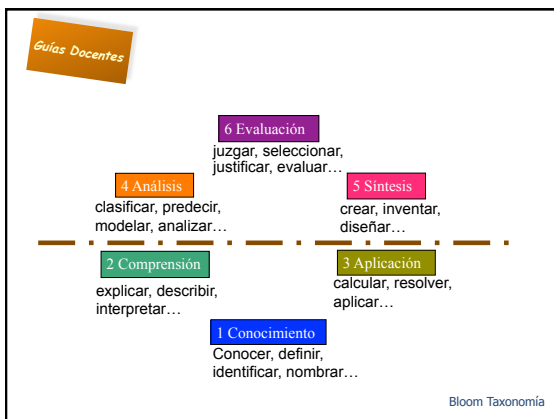 Guías Docentes
6 Evaluación
juzgar, seleccionar,
justificar, evaluar…
4 Análisis
clasificar, predecir,
modelar, analizar…
5 Síntesis
crear, inventar,
diseñar…
2 Comprensión
explicar, describir,
interpretar…
3 Aplicación
calcular, resolver,
aplicar…
1 Conocimiento
Conocer, definir,
identificar, nombrar…
Bloom Taxonomía